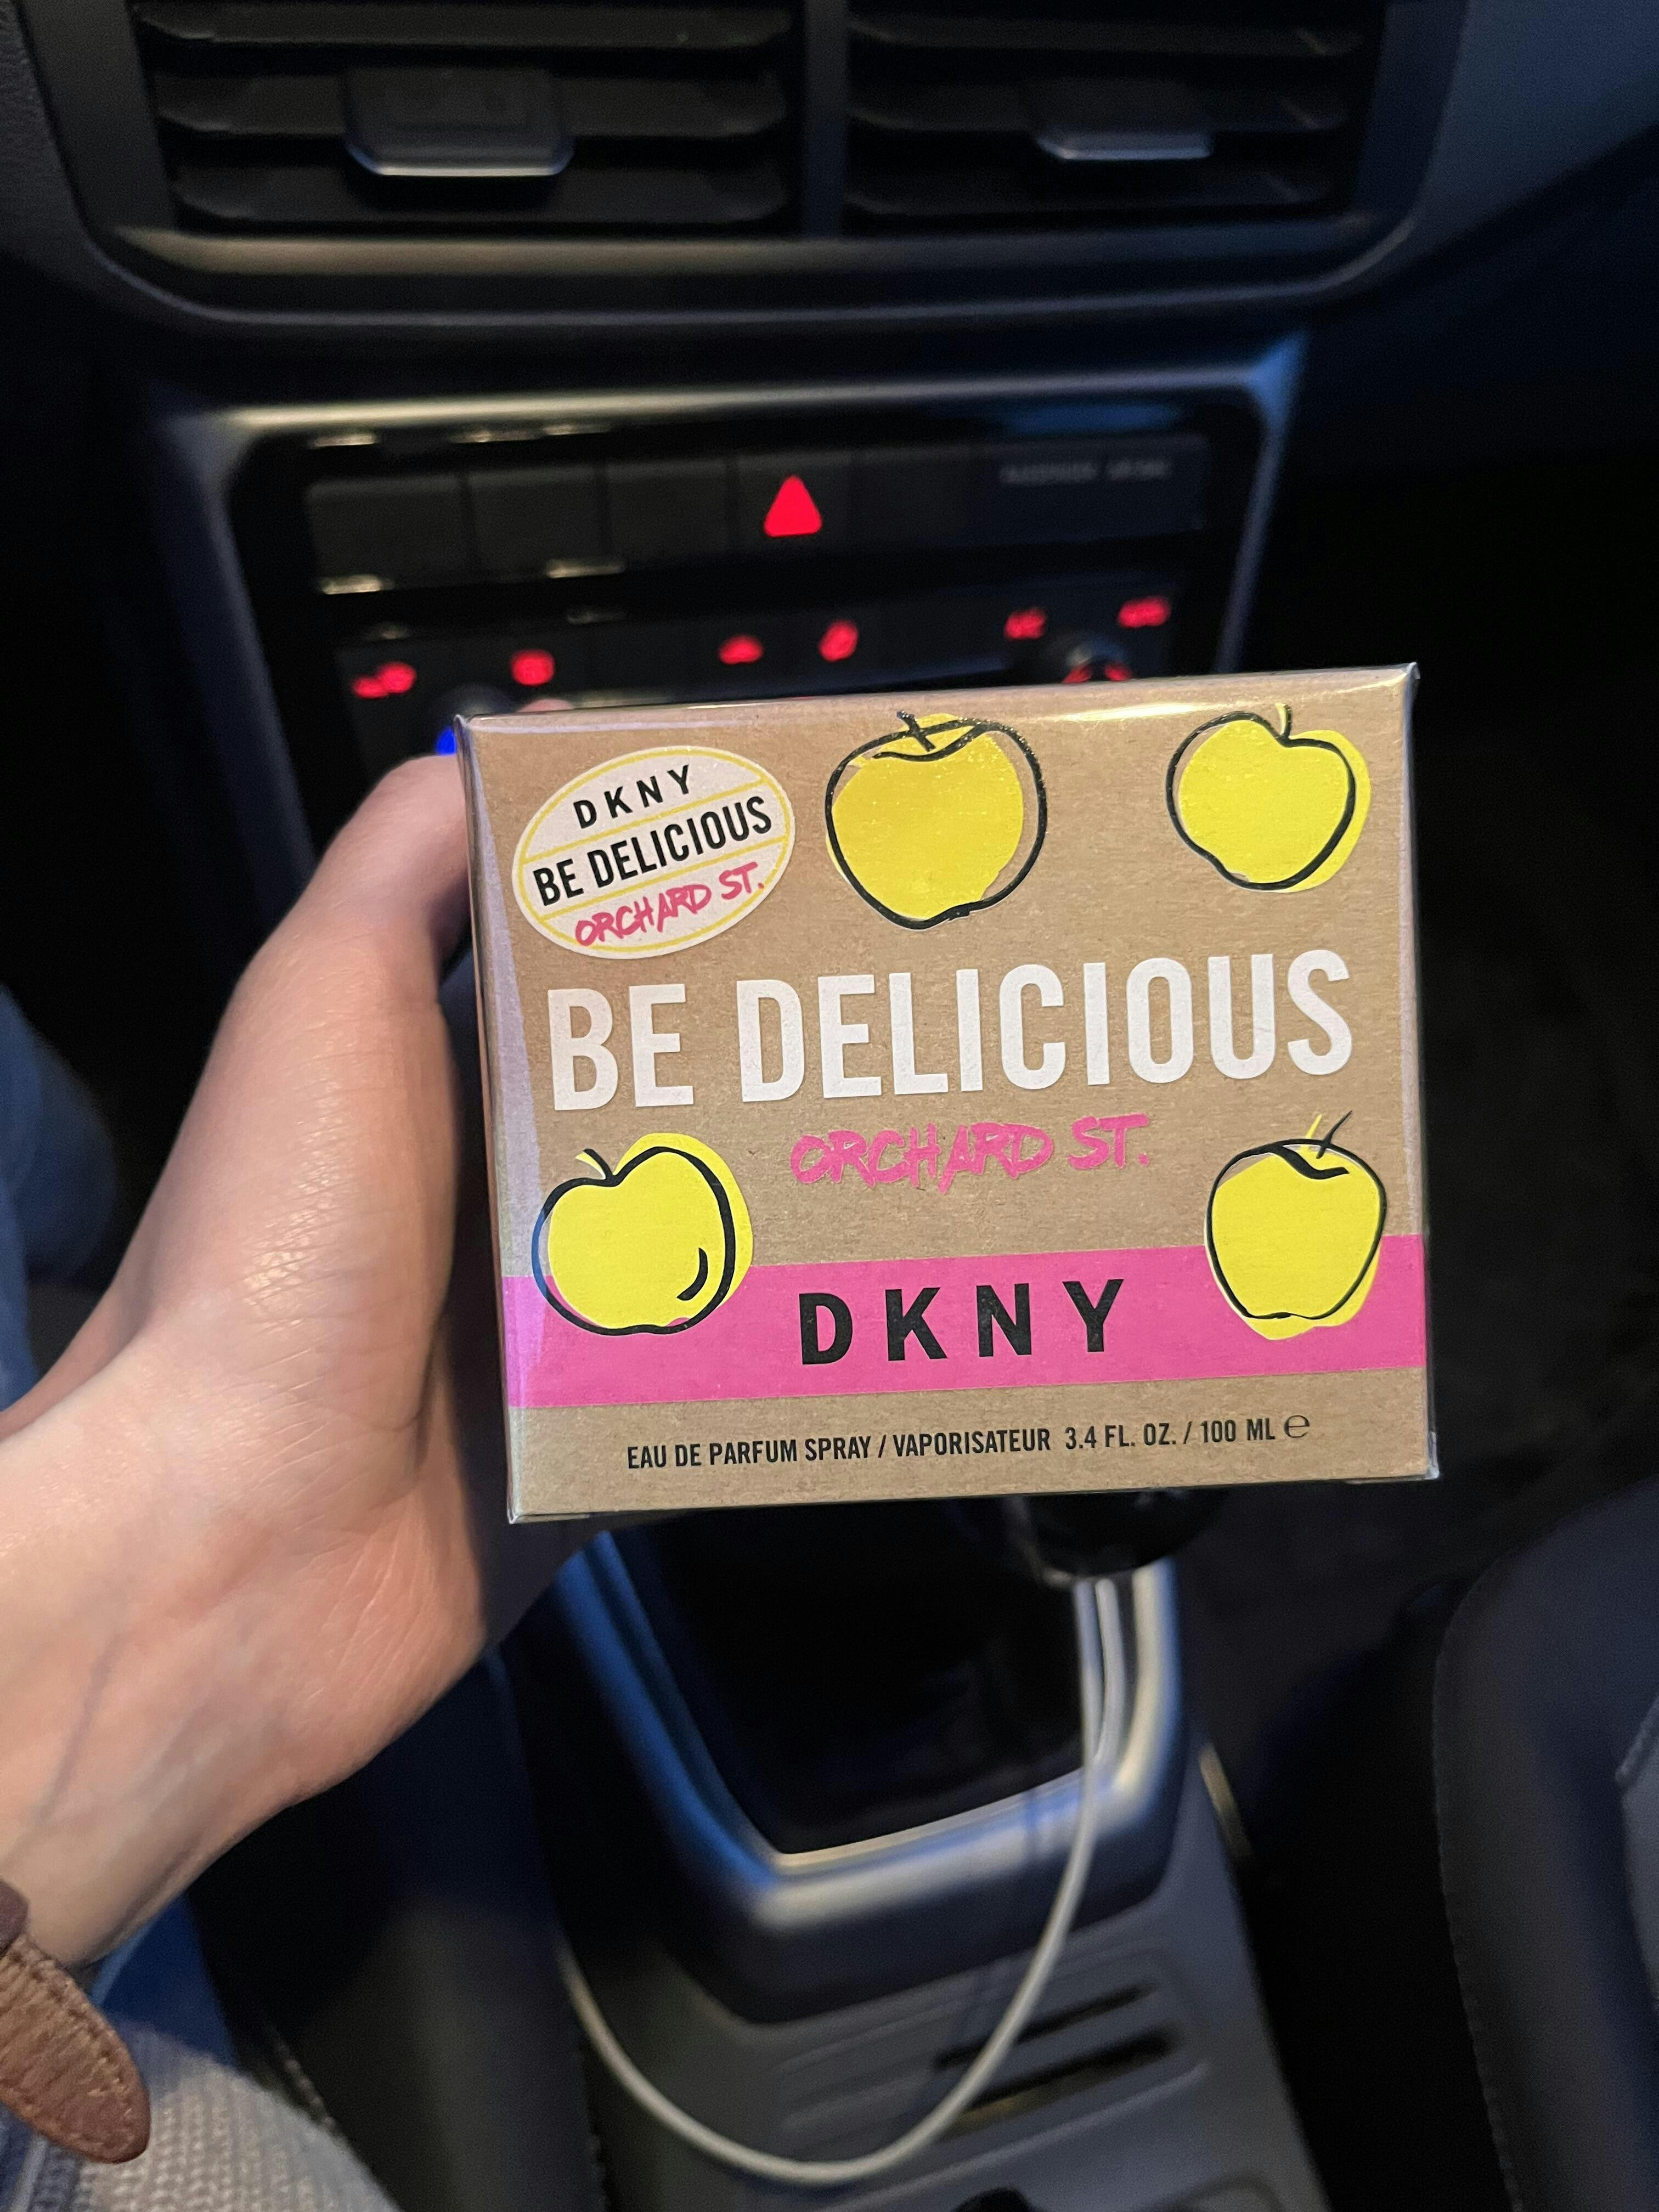 DKNY
BE DELICIOUS
ORCHARD ST.
BE DELICIOUS
ORCHARD ST.
DKNY
EAU DE PARFUM SPRAY / VAPORISATEUR 3.4 FL. OZ. / 100 ML ℮